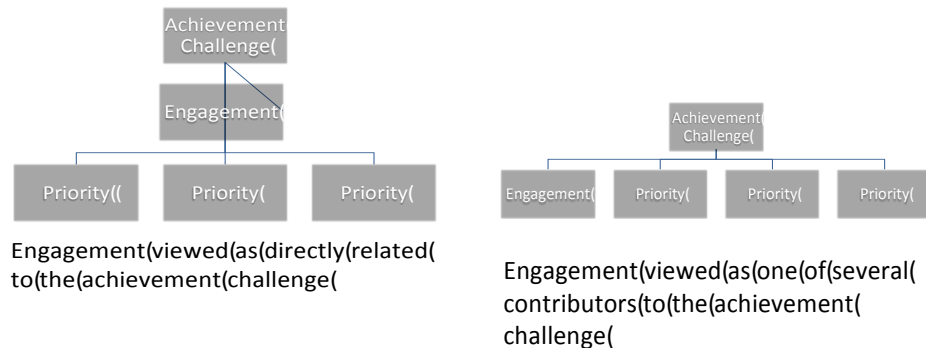 Achievement(
Challenge(
Engagement(
Priority((
Priority(
Priority(
Engagement(viewed(as(directly(related(
to(the(achievement(challenge(
Achievement(
Challenge(
Engagement(
Priority(
Priority(
Priority(
Engagement(viewed(as(one(of(several(
contributors(to(the(achievement(
challenge(